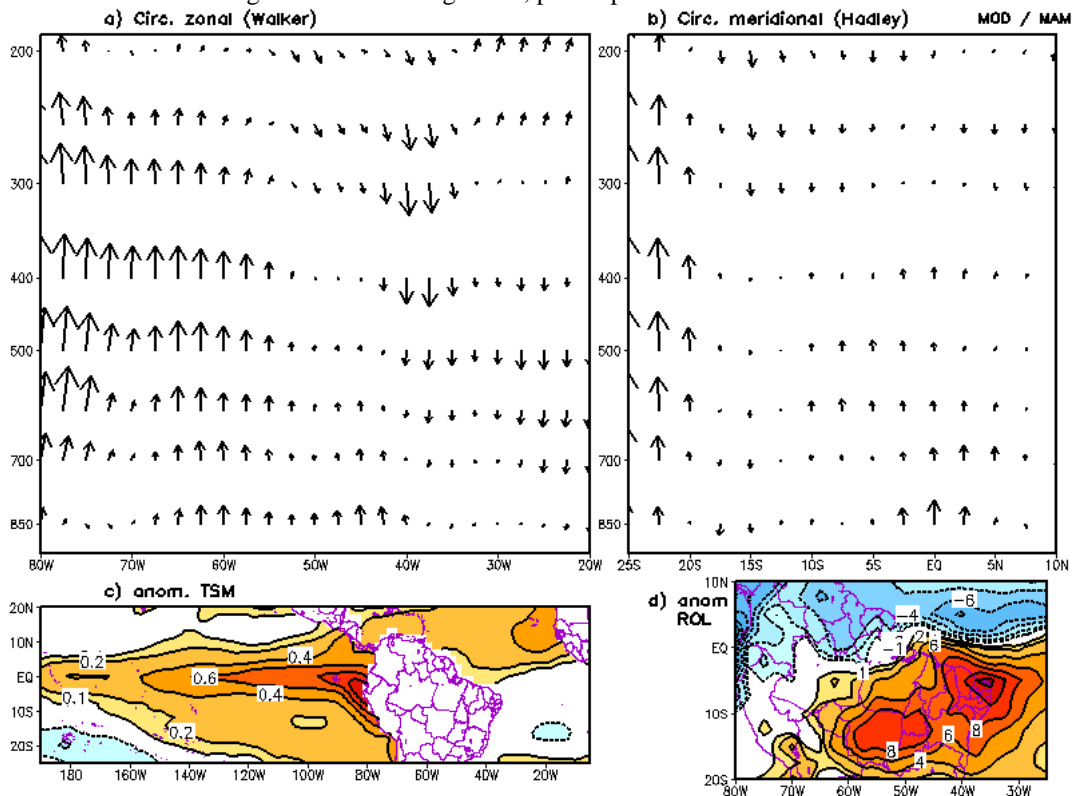 a) Circ. zonal (Walker)
b) Circ. meridional (Hadley) MOD / MAM
200
300
400
500
700
850
80W 70W 60W 50W 40W 30W 20W
200
300
400
500
700
850
25S 20S 15S 10S 5S EQ 5N 10N
c) anom. TSM
20N
10N
EQ
10S
20S
0.2
0.4
0.6
0.4
0.1
0.2
180 160W 140W 120W 100W 80W 60W 40W 20W
d) anom
ROL
10N
EQ
10S
20S
-6
-4
-1
2
6
1
8
6
8
4
80W 70W 60W 50W 40W 30W